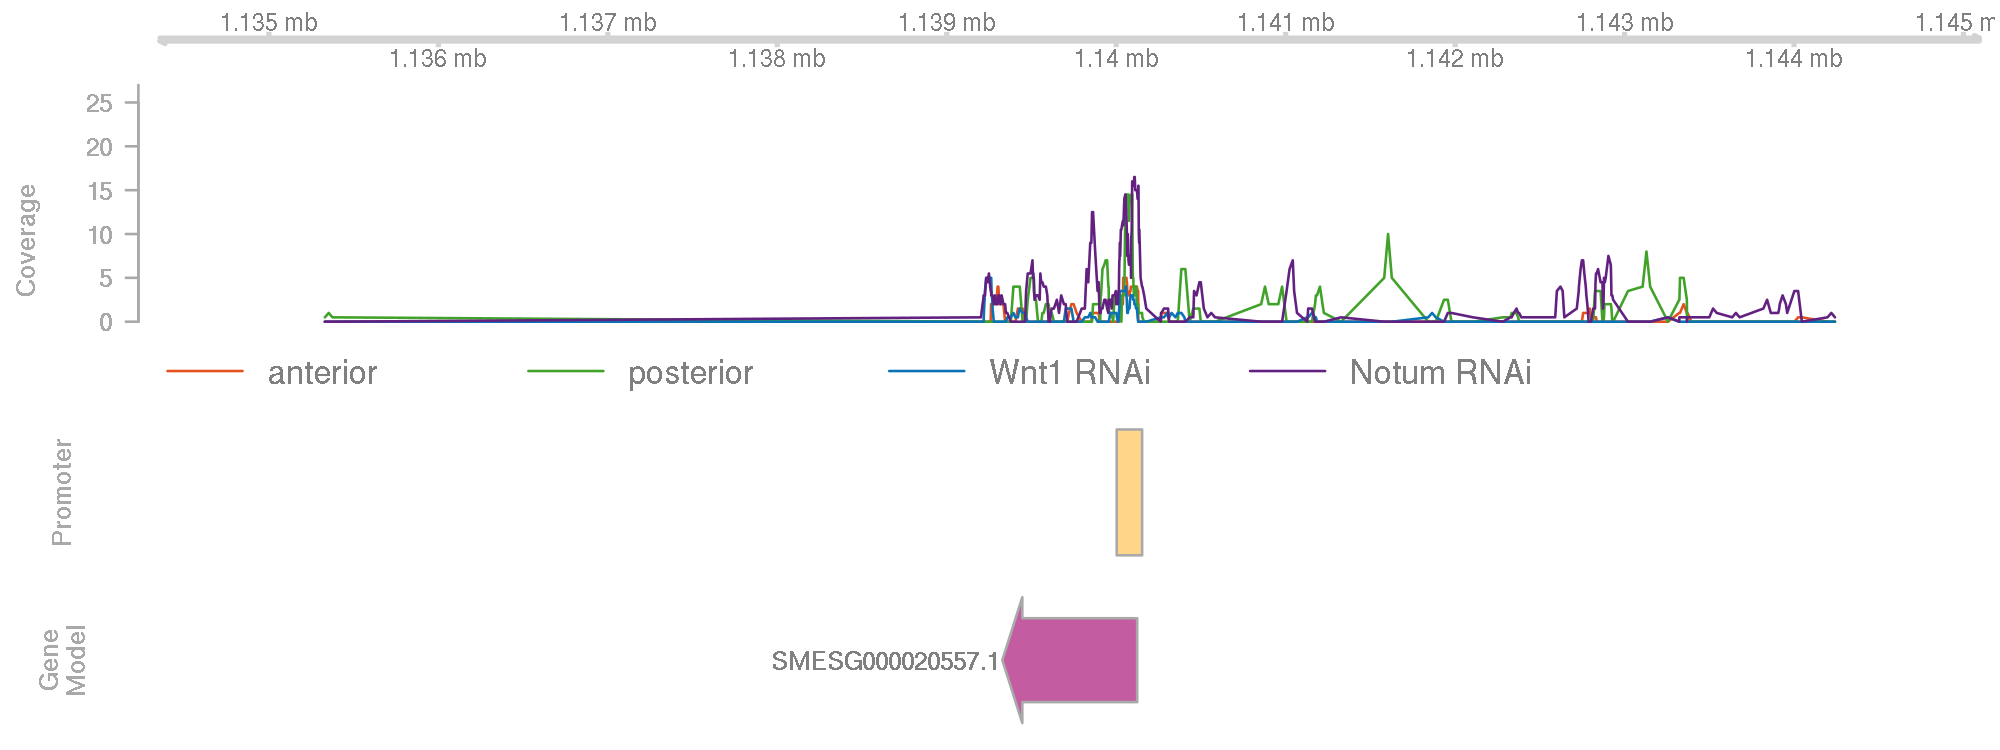 1.135 mb 1.137 mb 1.139 mb 1.141 mb 1.143 mb 1.145 m
1.136 mb 1.138 mb 1.14 mb 1.142 mb 1.144 mb
Coverage
25
20
15
10
5
0
anterior posterior Wnt1 RNAi Notum RNAi
Promoter
Gene
Model
SMESG000020557.1